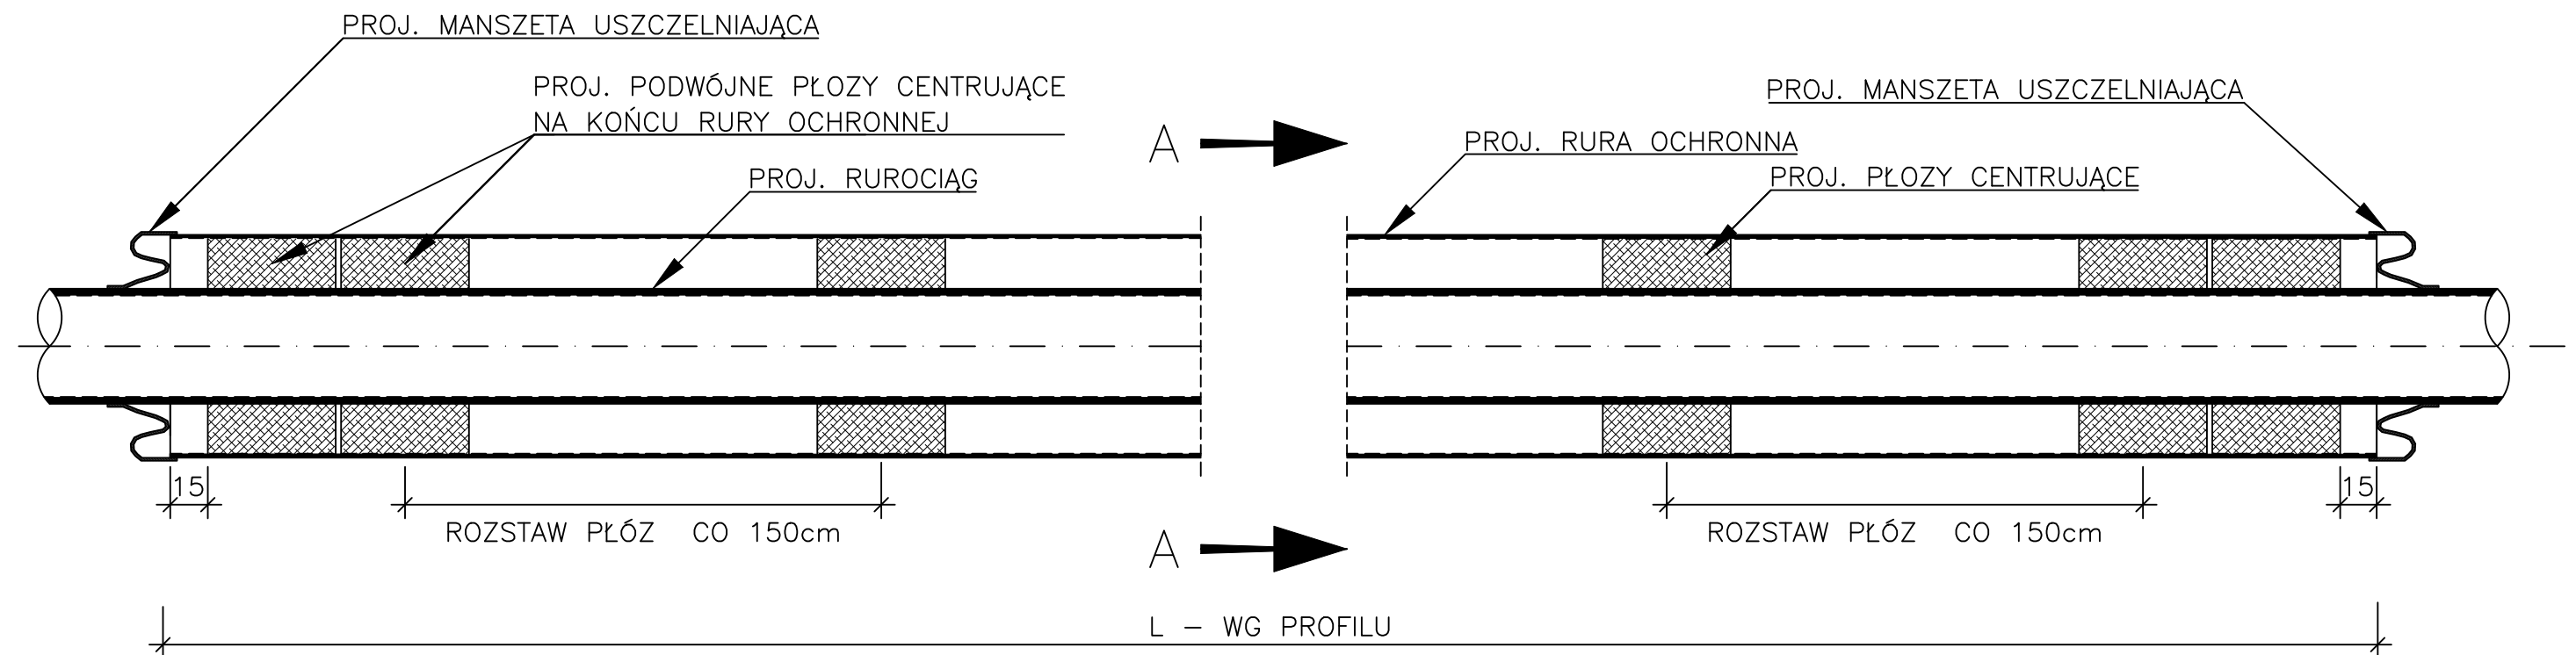 PROJ. MANSZETA USZCZELNIAJĄCA
PROJ. PODWÓJNE PŁOZY CENTRUJĄCE
NA KOŃCU RURY OCHRONNEJ
PROJ. RUROCIĄG
A
PROJ. MANSZETA USZCZELNIAJĄCA
PROJ. RURA OCHRONNA
PROJ. PŁOZY CENTRUJĄCE
15
ROZSTAW PŁÓZ CO 150cm
A
15
ROZSTAW PŁÓZ CO 150cm
L – WG PROFILU